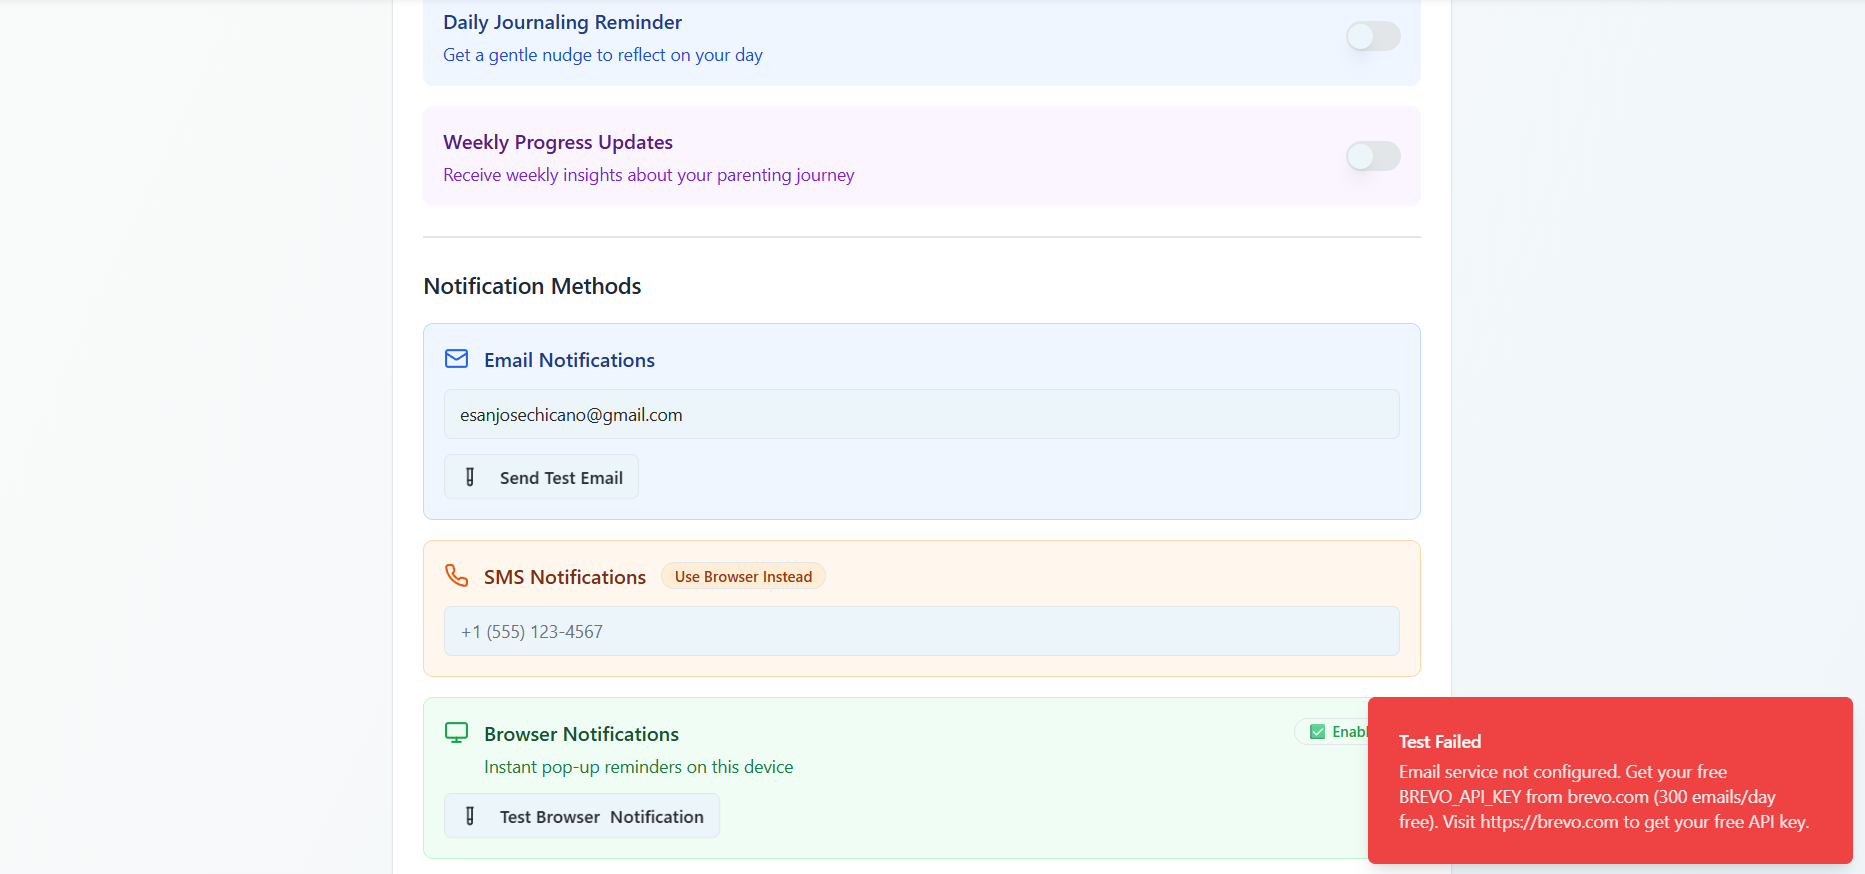 Daily Journaling Reminder
Get a gentle nudge to reflect on your day
Weekly Progress Updates
Receive weekly insights about your parenting journey
Notification Methods
Email Notifications
esanjosechicano@gmail.com
Send Test Email
SMS Notifications
Use Browser Instead
+1 (555) 123-4567
Browser Notifications
Enabl
Instant pop-up reminders on this device
Test Browser Notification
Test Failed
Email service not configured. Get your free
BREVO_API_KEY from brevo.com (300 emails/day
free). Visit https://brevo.com to get your free API key.